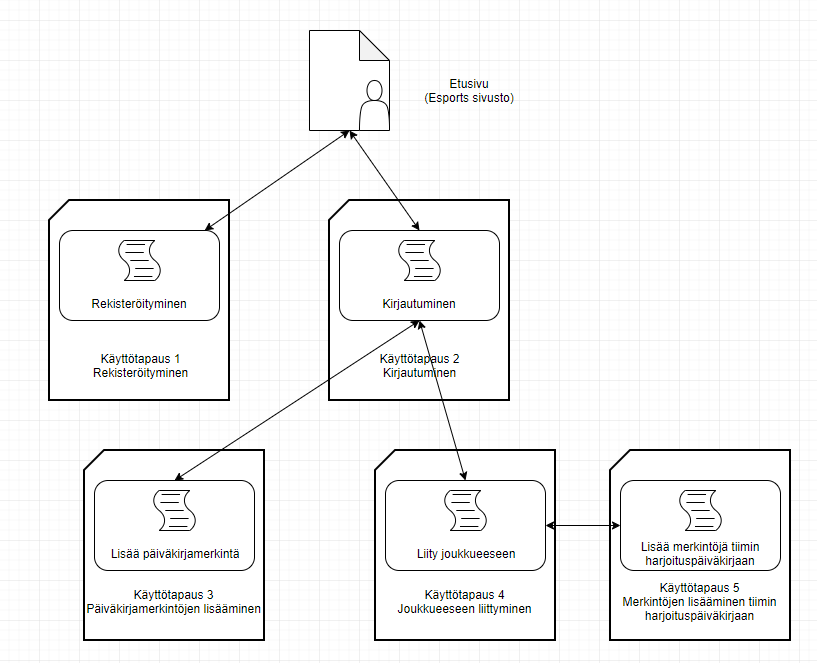 Etusivu
(Esports sivusto)
Rekisteröityminen
Käyttötapaus 1
Rekisteröityminen
Kirjautuminen
Käyttötapaus 2
Kirjautuminen
Lisää päiväkirjamerkintä
Käyttötapaus 3
Päiväkirjamerkintöjen lisääminen
Liity joukkueeseen
Käyttötapaus 4
Joukkueeseen liittyminen
Lisää merkintöjä tiimin
harjoituspäiväkirjaan
Käyttötapaus 5
Merkintöjen lisääminen tiimin
harjoituspäiväkirjaan